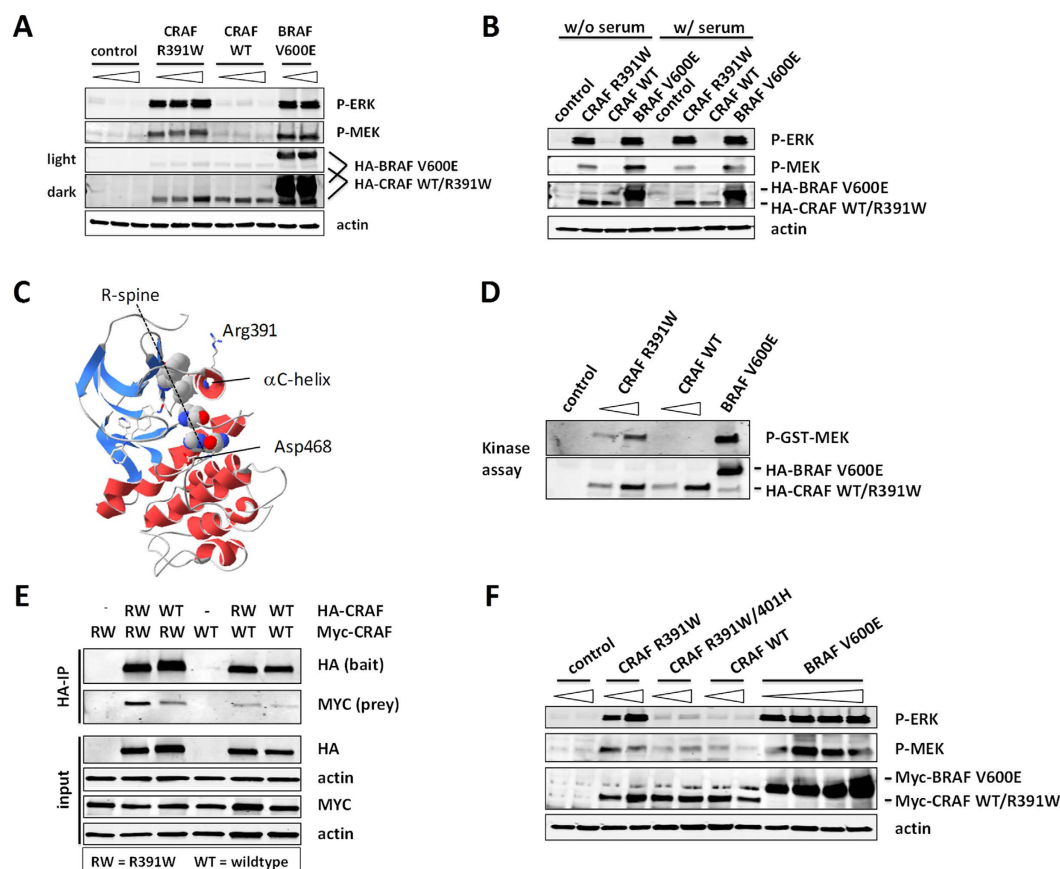 A
control
CRAF R391W
CRAF WT
BRAF V600E
P-ERK
P-MEK
light
HA-BRAF V600E
dark
HA-CRAF WT/R391W
actin
B
w/o serum
w/ serum
control
CRAF R391W
CRAF WT
BRAF V600E
control
CRAF R391W
CRAF WT
BRAF V600E
P-ERK
P-MEK
HA-BRAF V600E
HA-CRAF WT/R391W
actin
C
R-spine
Arg391
αC-helix
Asp468
D
control
CRAF R391W
CRAF WT
BRAF V600E
Kinase assay
P-GST-MEK
HA-BRAF V600E
HA-CRAF WT/R391W
E
- RW WT - RW WT HA-CRAF
RW RW RW WT WT WT Myc-CRAF
HA-IP
HA (bait)
MYC (prey)
input
HA
actin
MYC
actin
RW = R391W WT = wildtype
F
control
CRAF R391W
CRAF R391W/401H
CRAF WT
BRAF V600E
P-ERK
P-MEK
Myc-BRAF V600E
Myc-CRAF WT/R391W
actin